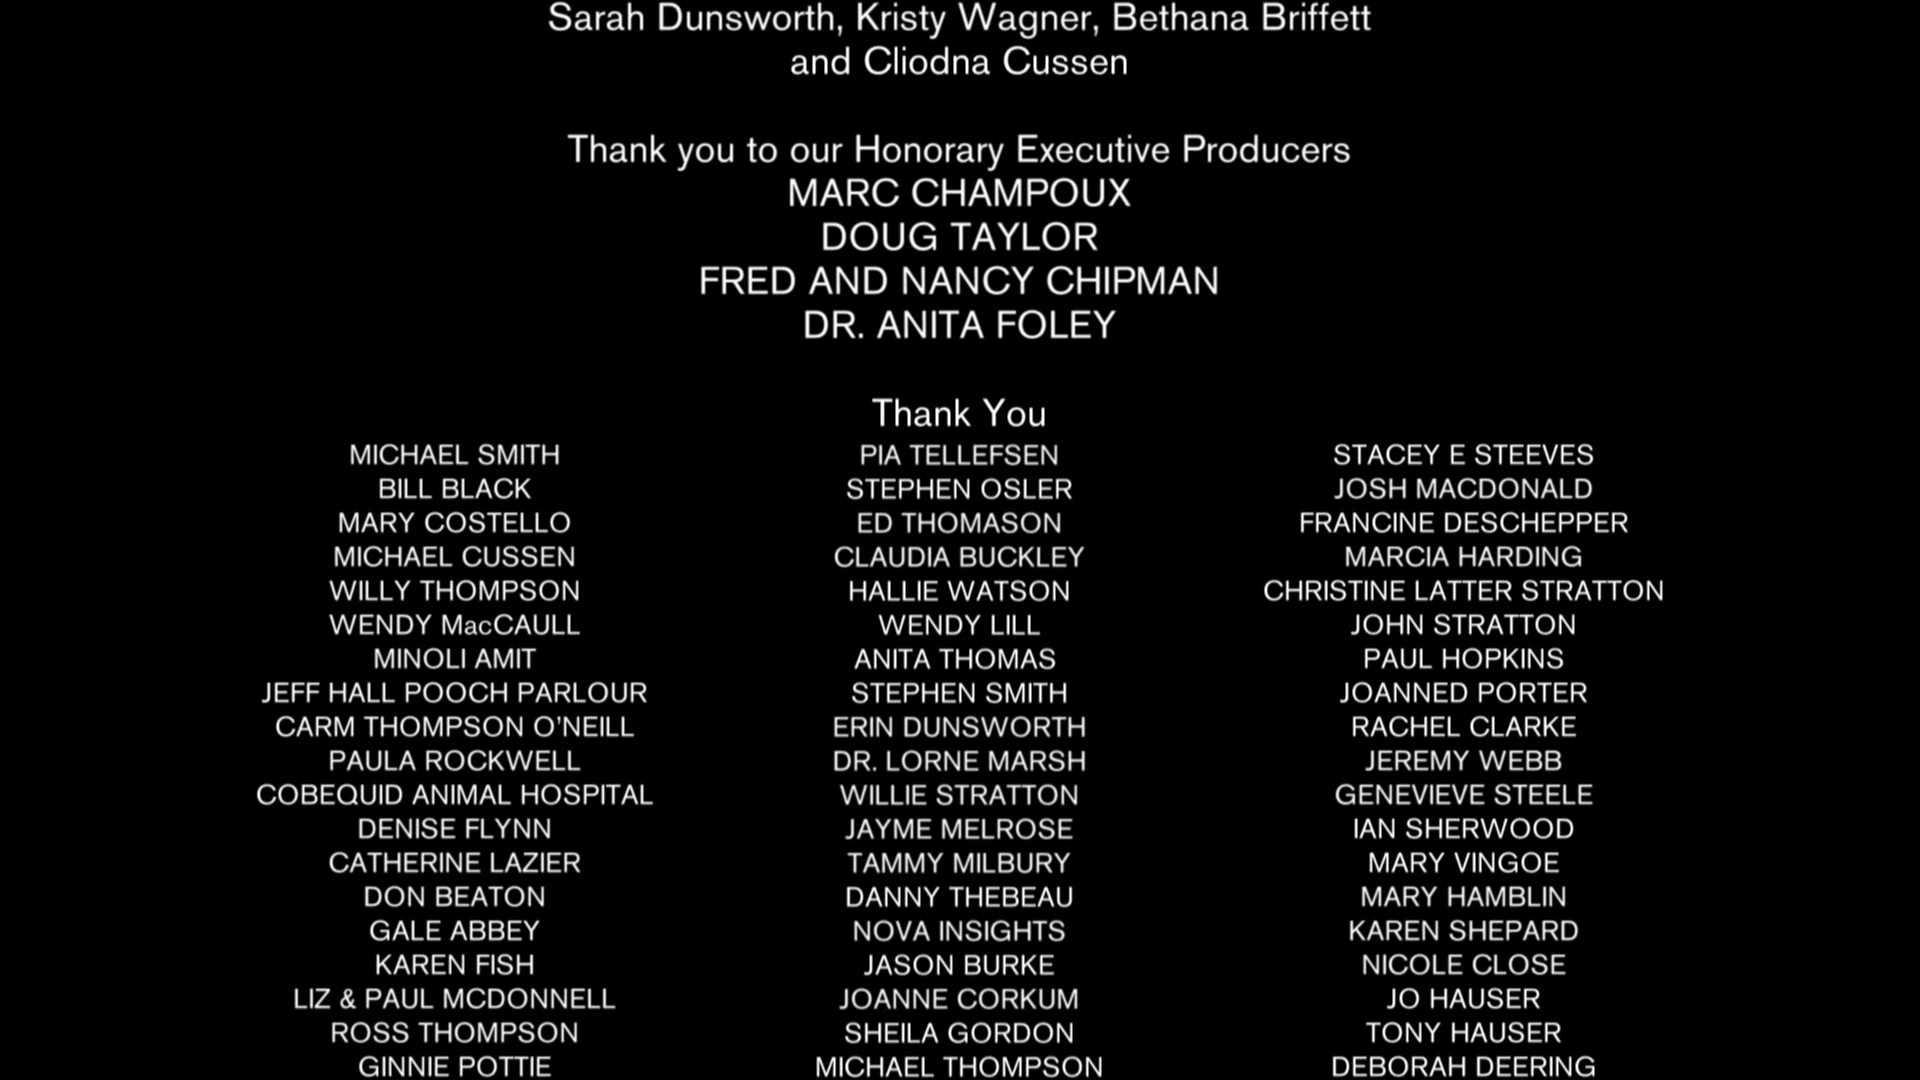 Sarah Dunsworth, Kristy Wagner, Bethana Briffett
and Cliodna Cussen
Thank you to our Honorary Executive Producers
MARC CHAMPOUX
DOUG TAYLOR
FRED AND NANCY CHIPMAN
DR. ANITA FOLEY
Thank You
MICHAEL SMITH
BILL BLACK
MARY COSTELLO
MICHAEL CUSSEN
WILLY THOMPSON
WENDY MacCAULL
MINOLI AMIT
JEFF HALL POOCH PARLOUR
CARM THOMPSON O’NEILL
PAULA ROCKWELL
COBEQUID ANIMAL HOSPITAL
DENISE FLYNN
CATHERINE LAZIER
DON BEATON
GALE ABBEY
KAREN FISH
LIZ & PAUL MCDONNELL
ROSS THOMPSON
GINNIE POTTIE
PIA TELLEFSEN
STEPHEN OSLER
ED THOMASON
CLAUDIA BUCKLEY
HALLIE WATSON
WENDY LILL
ANITA THOMAS
STEPHEN SMITH
ERIN DUNSWORTH
DR. LORNE MARSH
WILLIE STRATTON
JAYME MELROSE
TAMMY MILBURY
DANNY THEBEAU
NOVA INSIGHTS
JASON BURKE
JOANNE CORKUM
SHEILA GORDON
MICHAEL THOMPSON
STACEY E STEEVES
JOSH MACDONALD
FRANCINE DESCHEPPER
MARCIA HARDING
CHRISTINE LATTER STRATTON
JOHN STRATTON
PAUL HOPKINS
JOANNED PORTER
RACHEL CLARKE
JEREMY WEBB
GENEVIEVE STEELE
IAN SHERWOOD
MARY VINGOE
MARY HAMBLIN
KAREN SHEPARD
NICOLE CLOSE
JO HAUSER
TONY HAUSER
DEBORAH DEERING